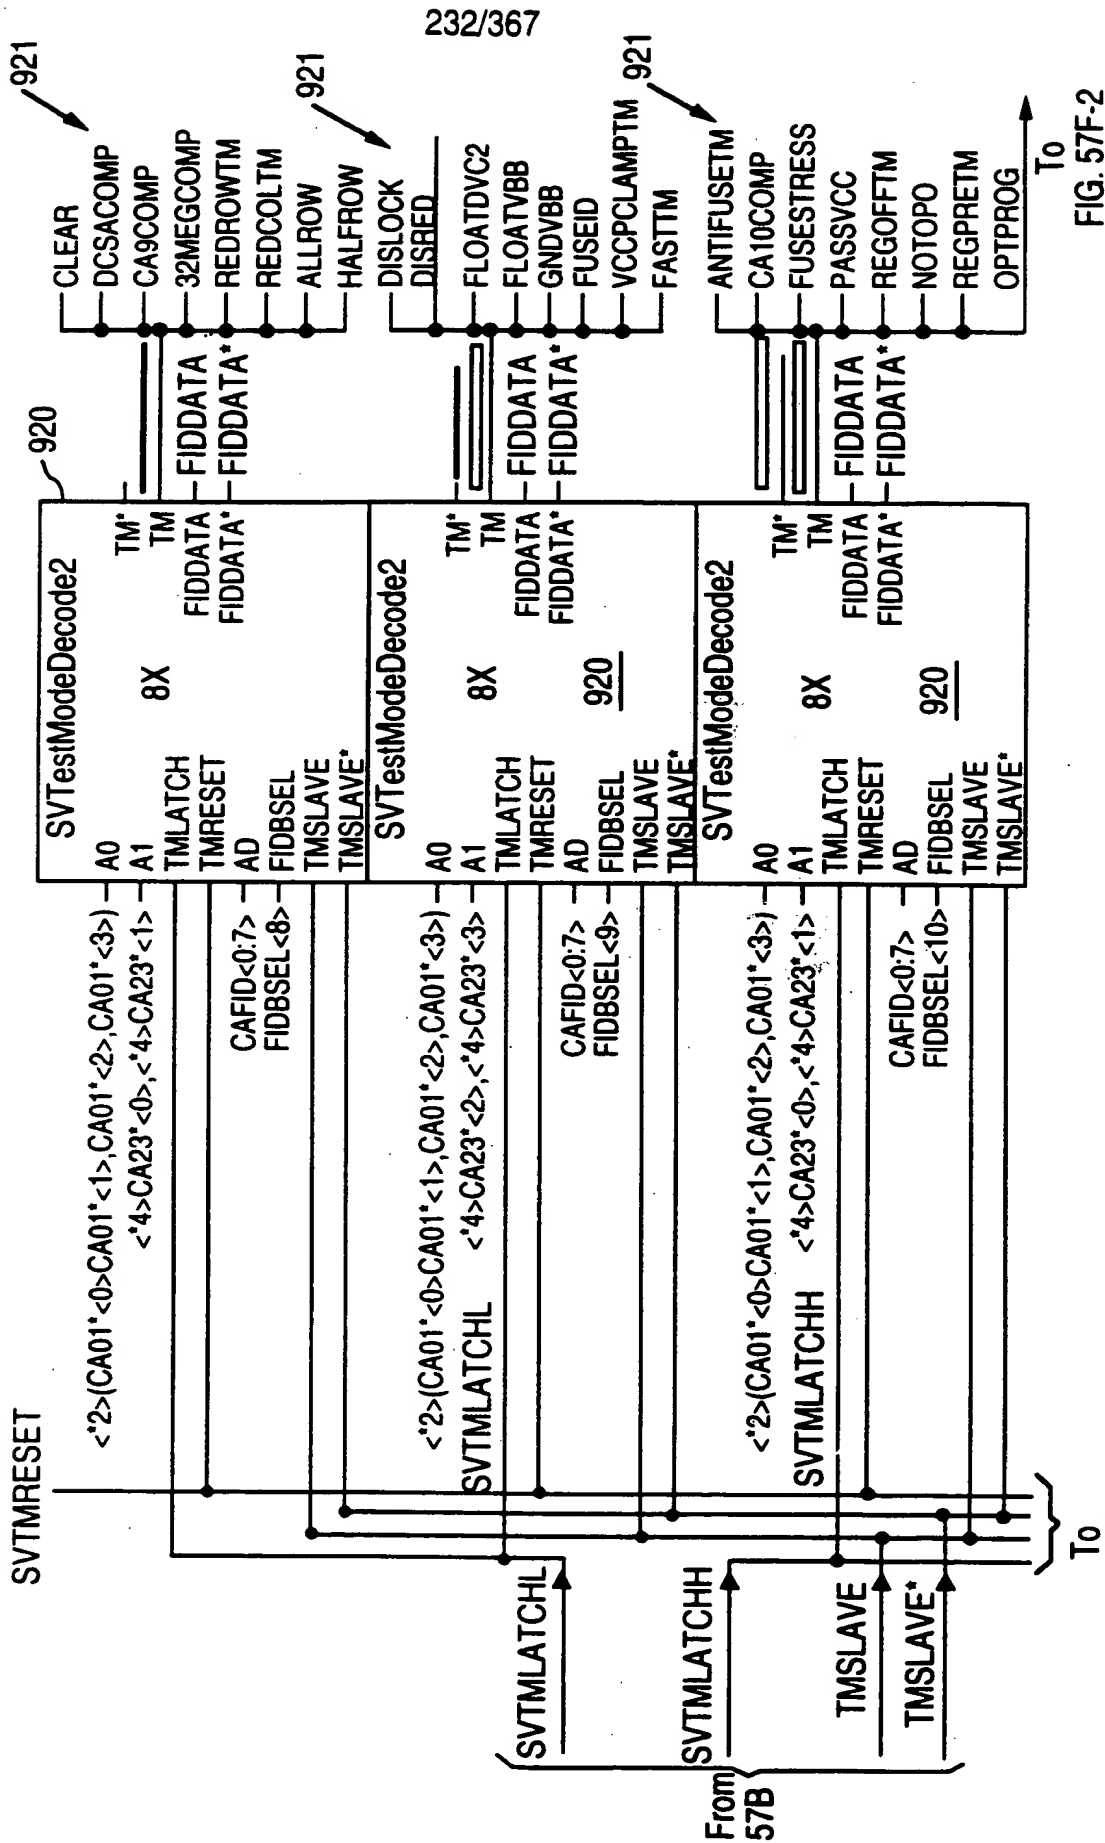 232/367
SVTMRESET
<*2>(CA01*<0>CA01*<1>,CA01*<2>,CA01*<3>)
<*4>CA23*<0>,<*4>CA23*<1>
CAFID<0:7>
FIDBSEL<8>
SVTestModeDecode2
920
8X
A0
A1
TMLATCH
TMRESET
AD
FIDBSEL
TMSLAVE
TMSLAVE*
TM*
TM
FIDDATA
FIDDATA*
FIDDATA
FIDDATA*
921
CLEAR
DCSACOMP
CA9COMP
32MEGCOMP
REDROWTM
REDCOLTM
ALLROW
HALFROW
<*2>(CA01*<0>CA01*<1>,CA01*<2>,CA01*<3>)
SVTMLATCHL
<*4>CA23*<2>,<*4>CA23*<3>
CAFID<0:7>
FIDBSEL<9>
SVTestModeDecode2
8X
920
A0
A1
TMLATCH
TMRESET
AD
FIDBSEL
TMSLAVE
TMSLAVE*
TM*
TM
FIDDATA
FIDDATA*
FIDDATA
FIDDATA*
921
DISLOCK
DISRED
FLOATDVC2
FLOATVBB
GNDVBB
FUSEID
VCCPCLAMPTM
FASTTM
<*2>(CA01*<0>CA01*<1>,CA01*<2>,CA01*<3>)
SVTMLATCHH
<*4>CA23*<0>,<*4>CA23*<1>
CAFID<0:7>
FIDBSEL<10>
SVTestModeDecode2
8X
920
A0
A1
TMLATCH
TMRESET
AD
FIDBSEL
TMSLAVE
TMSLAVE*
TM*
TM
FIDDATA
FIDDATA*
FIDDATA
FIDDATA*
921
ANTIFUSETM
CA10COMP
FUSESTRESS
PASSVCC
REGOFFTM
NOTOPO
REGPRETM
OPTPROG
SVTMLATCHL
SVTMLATCHH
TMSLAVE
TMSLAVE*
From
57B
To
To
FIG. 57F-2